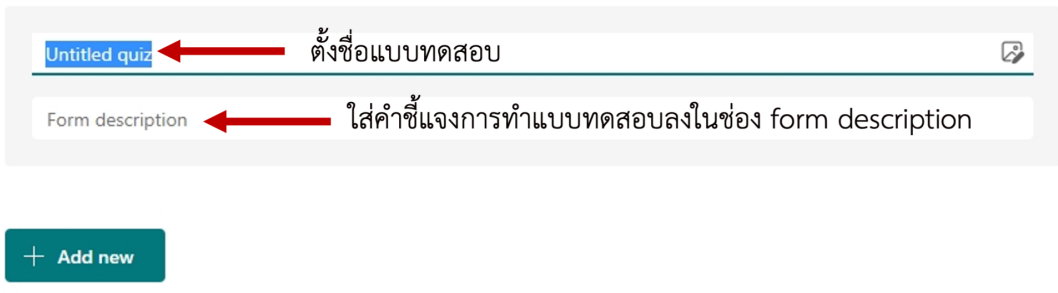 Untitled quiz ตั้งชื่อแบบทดสอบ
Form description ใส่คำชี้แจงการทำแบบทดสอบลงในช่อง form description
+ Add new